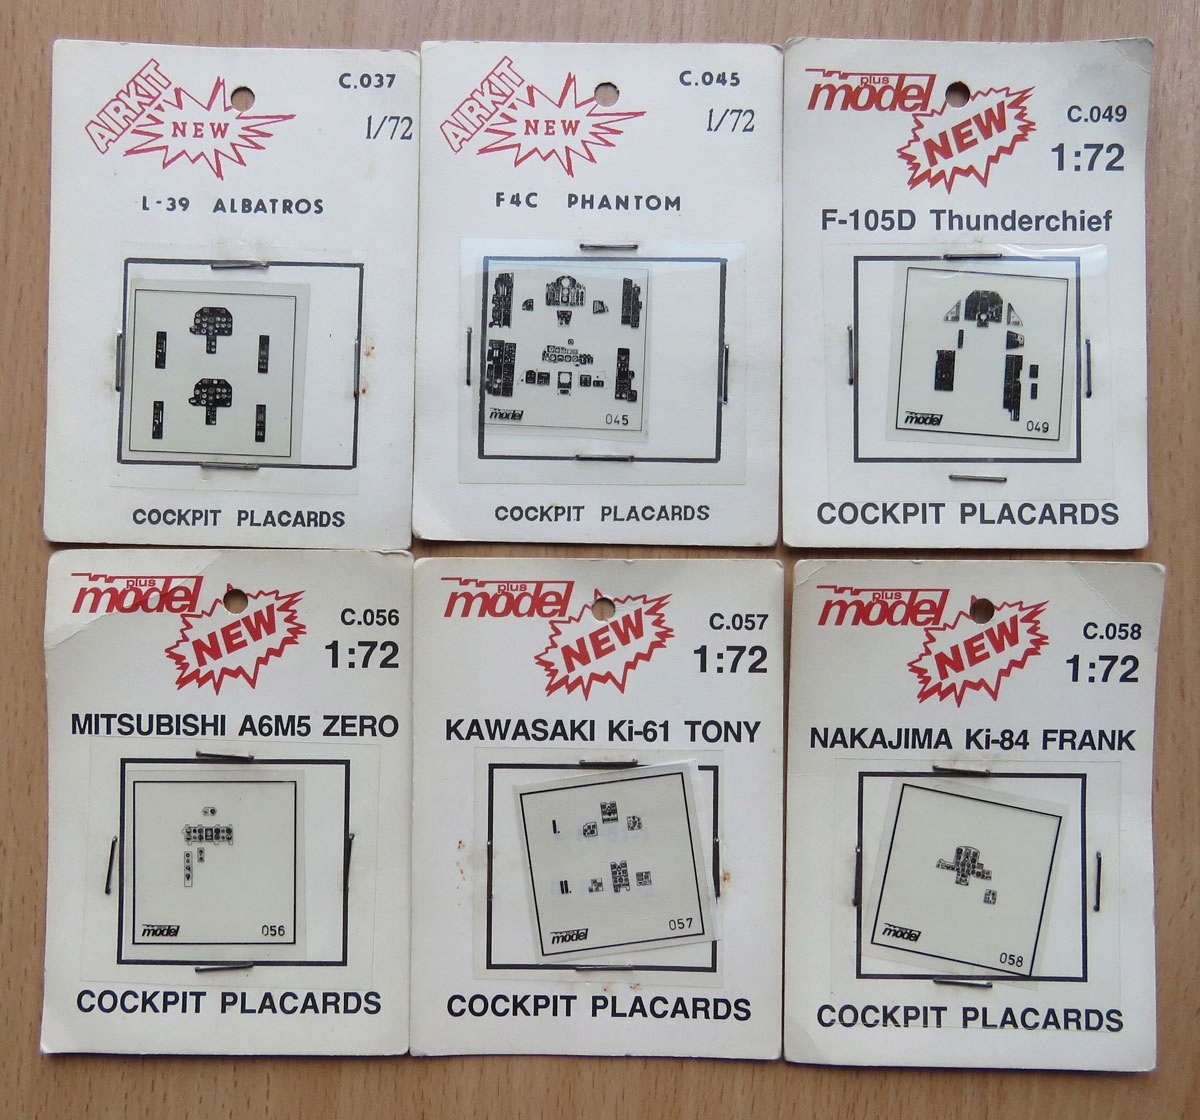 AIRKIT
NEW
C.037
1/72
L-39 ALBATROS
COCKPIT PLACARDS
AIRKIT
NEW
C.045
1/72
F4C PHANTOM
model
045
COCKPIT PLACARDS
plus
model
NEW
C.049
1:72
F-105D Thunderchief
model
049
COCKPIT PLACARDS
plus
model
NEW
C.056
1:72
MITSUBISHI A6M5 ZERO
model
056
COCKPIT PLACARDS
plus
model
NEW
C.057
1:72
KAWASAKI Ki-61 TONY
model
057
COCKPIT PLACARDS
plus
model
NEW
C.058
1:72
NAKAJIMA Ki-84 FRANK
model
058
COCKPIT PLACARDS